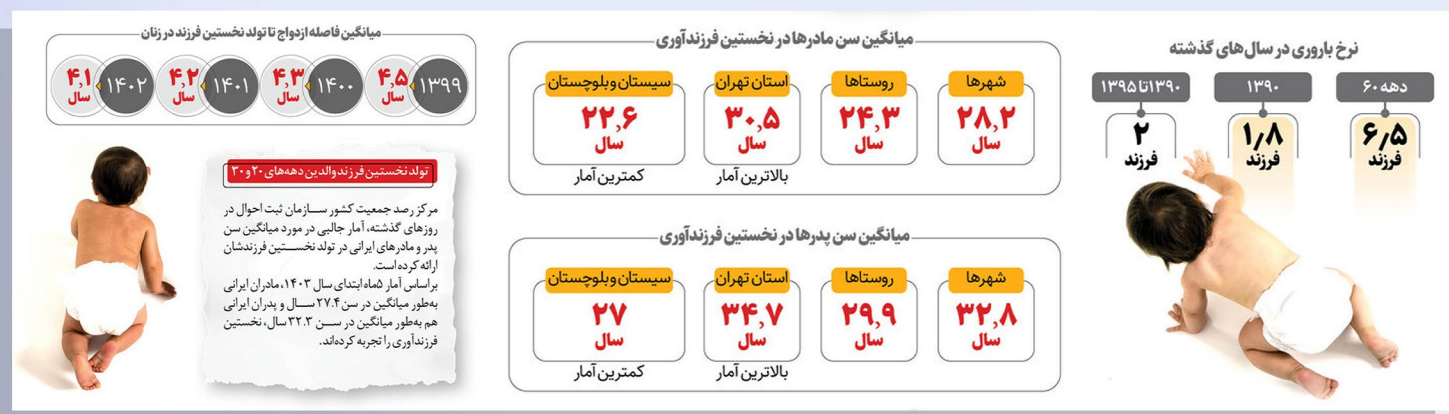 نرخ باروری در سال‌های گذشته
دهه ۶۰
۶٫۵
فرزند
۱۳۹۰
۱٫۸
فرزند
۱۳۹۰ تا ۱۳۹۵
۲
فرزند
میانگین سن مادرها در نخستین فرزندآوری
شهرها
۲۸٫۲
سال
روستاها
۲۴٫۳
سال
استان تهران
۳۰٫۵
سال
بالاترین آمار
سیستان و بلوچستان
۲۲٫۶
سال
کمترین آمار
میانگین سن پدرها در نخستین فرزندآوری
شهرها
۳۲٫۸
سال
روستاها
۲۹٫۹
سال
استان تهران
۳۴٫۷
سال
بالاترین آمار
سیستان و بلوچستان
۲۷
سال
کمترین آمار
میانگین فاصله ازدواج تا تولد نخستین فرزند در زنان
۱۳۹۹
۴٫۵
سال
۱۴۰۰
۴٫۳
سال
۱۴۰۱
۴٫۲
سال
۱۴۰۲
۴٫۱
سال
تولد نخستین فرزند والدین دهه‌های ۲۰ و ۳۰
مرکز رصد جمعیت کشور سازمان ثبت احوال در
روزهای گذشته، آمار جالبی در مورد میانگین سن
پدر و مادرهای ایرانی در تولد نخستین فرزندشان
ارائه کرده است.
براساس آمار ۵ماه ابتدای سال ۱۴۰۳، مادران ایرانی
به‌طور میانگین در سن ۲۷.۴ سال و پدران ایرانی
هم به‌طور میانگین در سن ۳۲.۳ سال، نخستین
فرزندآوری را تجربه کرده‌اند.